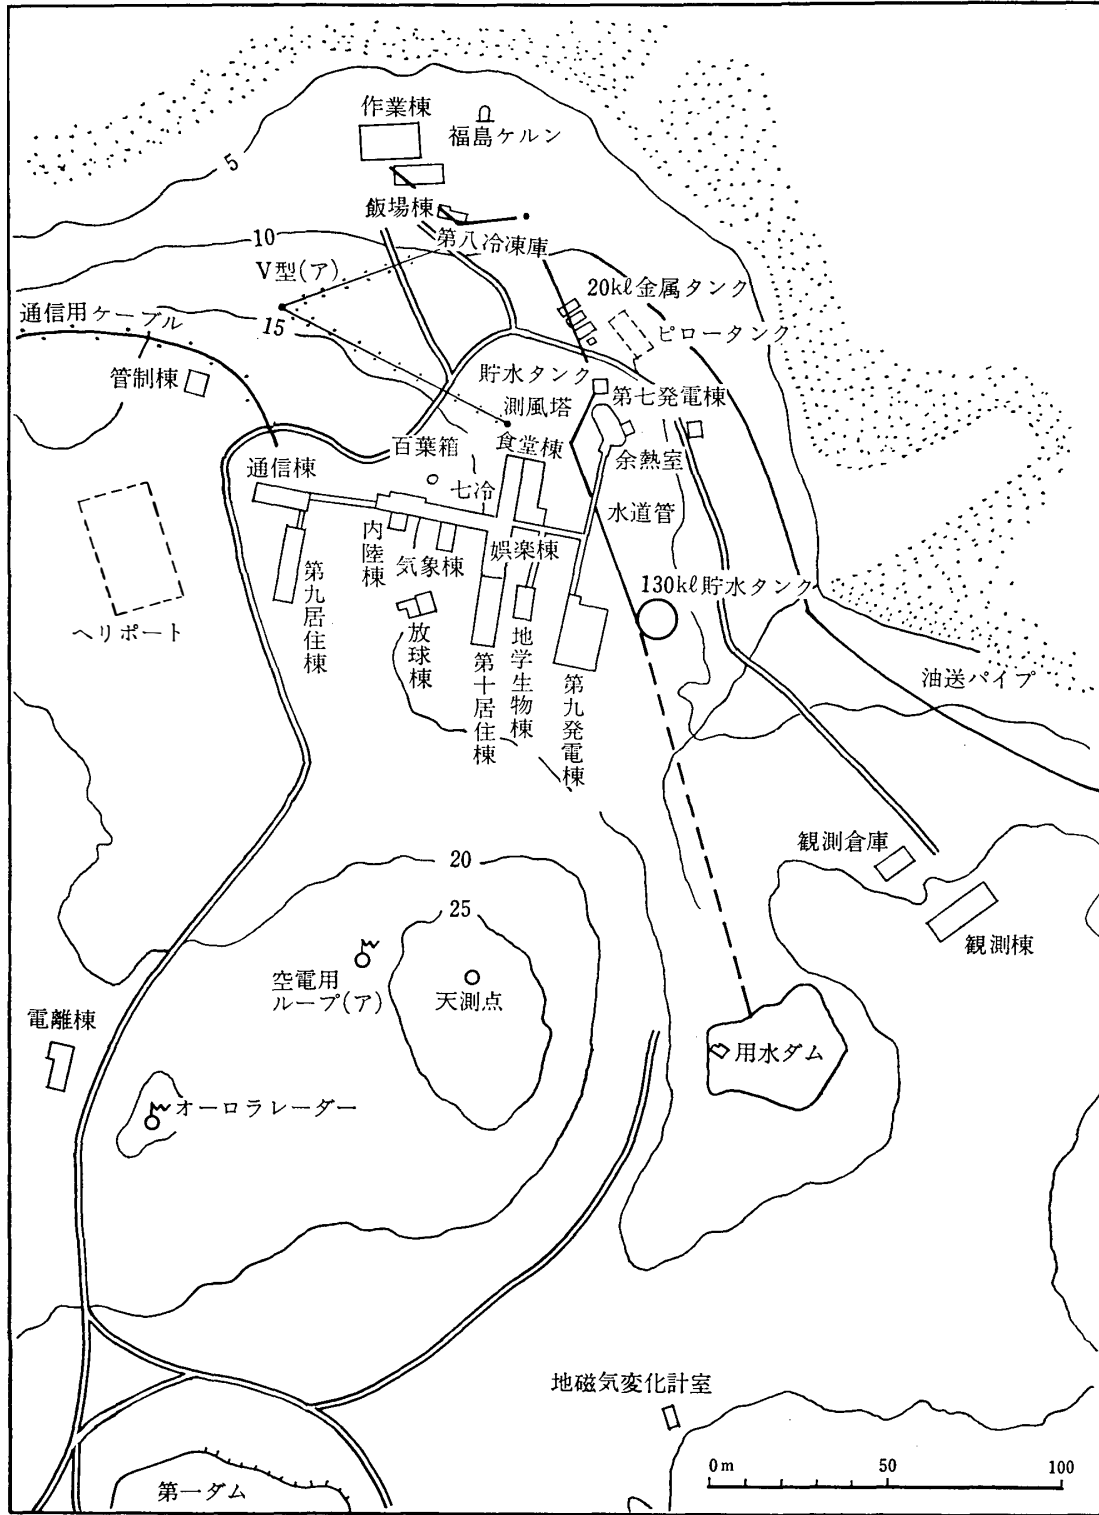 作業棟
福島ケルン
5
飯場棟
第八冷凍庫
10
V型(ア)
20kℓ金属タンク
通信用ケーブル
15
ピロータンク
管制棟
貯水タンク
第七発電棟
測風塔
百葉箱
食堂棟
通信棟
余熱室
七冷
水道管
内陸棟
気象棟
娯楽棟
第九居住棟
130kℓ貯水タンク
ヘリポート
放球棟
地学生物棟
第十居住棟
第九発電棟
油送パイプ
観測倉庫
20
25
観測棟
空電用
ループ(ア)
天測点
電離棟
用水ダム
オーロラレーダー
地磁気変化計室
0m 50 100
第一ダム